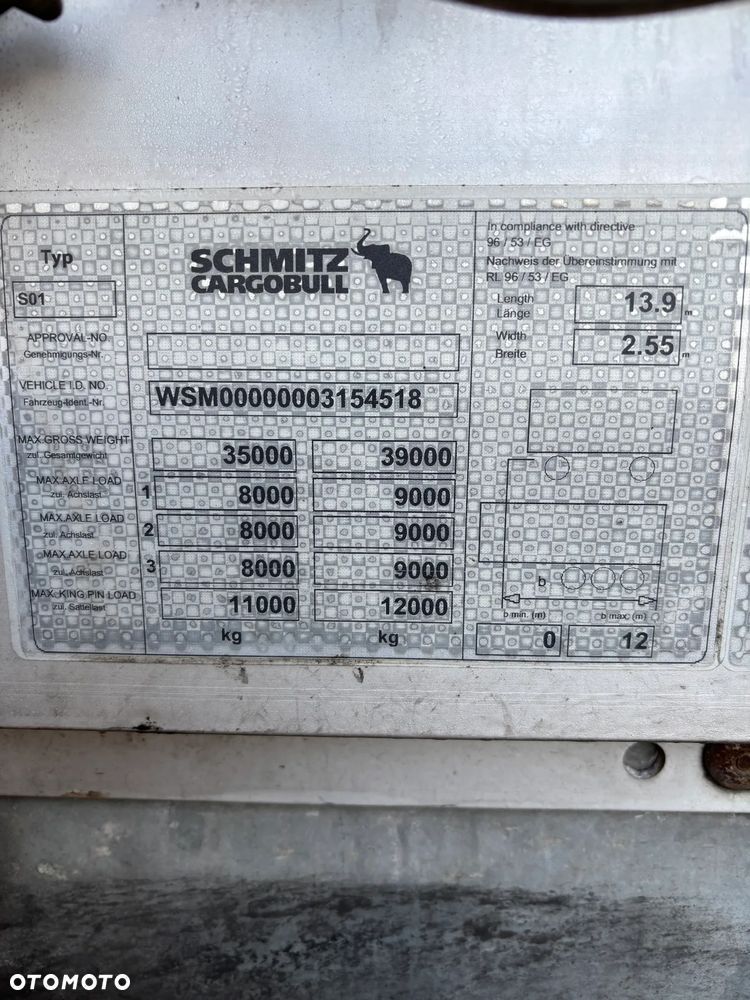 Typ
S01
SCHMITZ
CARGOBULL
In compliance with directive
96 / 53 / EG
Nachweis der Übereinstimmung mit
RL 96 / 53 / EG
Length
Länge
13.9 m
Width
Breite
2.55 m
APPROVAL-NO.
Genehmigungs-Nr.
VEHICLE I.D. NO.
Fahrzeug-Ident.-Nr.
WSM00000003154518
MAX.GROSS WEIGHT
zul. Gesamtgewicht
35000 39000
MAX.AXLE LOAD
zul. Achslast
1 8000 9000
MAX.AXLE LOAD
zul. Achslast
2 8000 9000
MAX.AXLE LOAD
zul. Achslast
3 8000 9000
MAX. KING PIN LOAD
zul. Sattellast
11000 12000
kg kg
b
b min. (m) b max. (m)
0 12
OTOMOTO